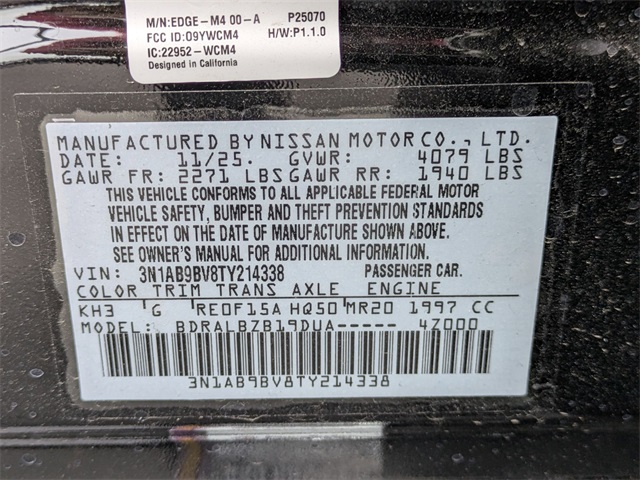 M/N:EDGE-M4 00-A P25070
FCC ID:O9YWCM4 H/W:P1.1.0
IC:22952-WCM4
Designed in California
MANUFACTURED BY NISSAN MOTOR CO., LTD.
DATE: 11/25. GVWR: 4079 LBS
GAWR FR: 2271 LBS GAWR RR: 1940 LBS
THIS VEHICLE CONFORMS TO ALL APPLICABLE FEDERAL MOTOR
VEHICLE SAFETY, BUMPER AND THEFT PREVENTION STANDARDS
IN EFFECT ON THE DATE OF MANUFACTURE SHOWN ABOVE.
SEE OWNER'S MANUAL FOR ADDITIONAL INFORMATION.
VIN: 3N1AB9BV8TY214338 PASSENGER CAR.
COLOR TRIM TRANS AXLE ENGINE
KH3 G RE0F15A HQ50 MR20 1997 CC
MODEL: BDRALBZB19DUA----- 4Z000
3N1AB9BV8TY214338